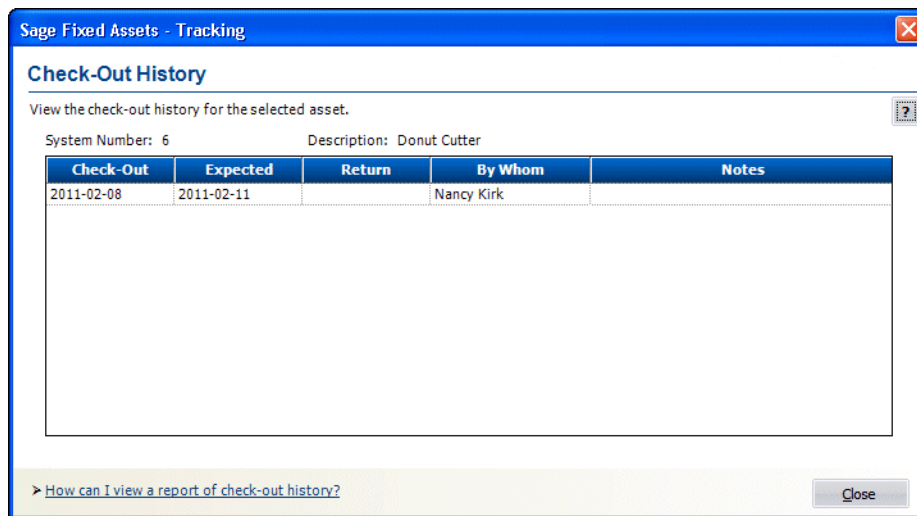 Sage Fixed Assets - Tracking
Check-Out History
View the check-out history for the selected asset.
?
System Number: 6 Description: Donut Cutter
Check-Out Expected Return By Whom Notes
2011-02-08 2011-02-11 Nancy Kirk
➤ How can I view a report of check-out history?
Close